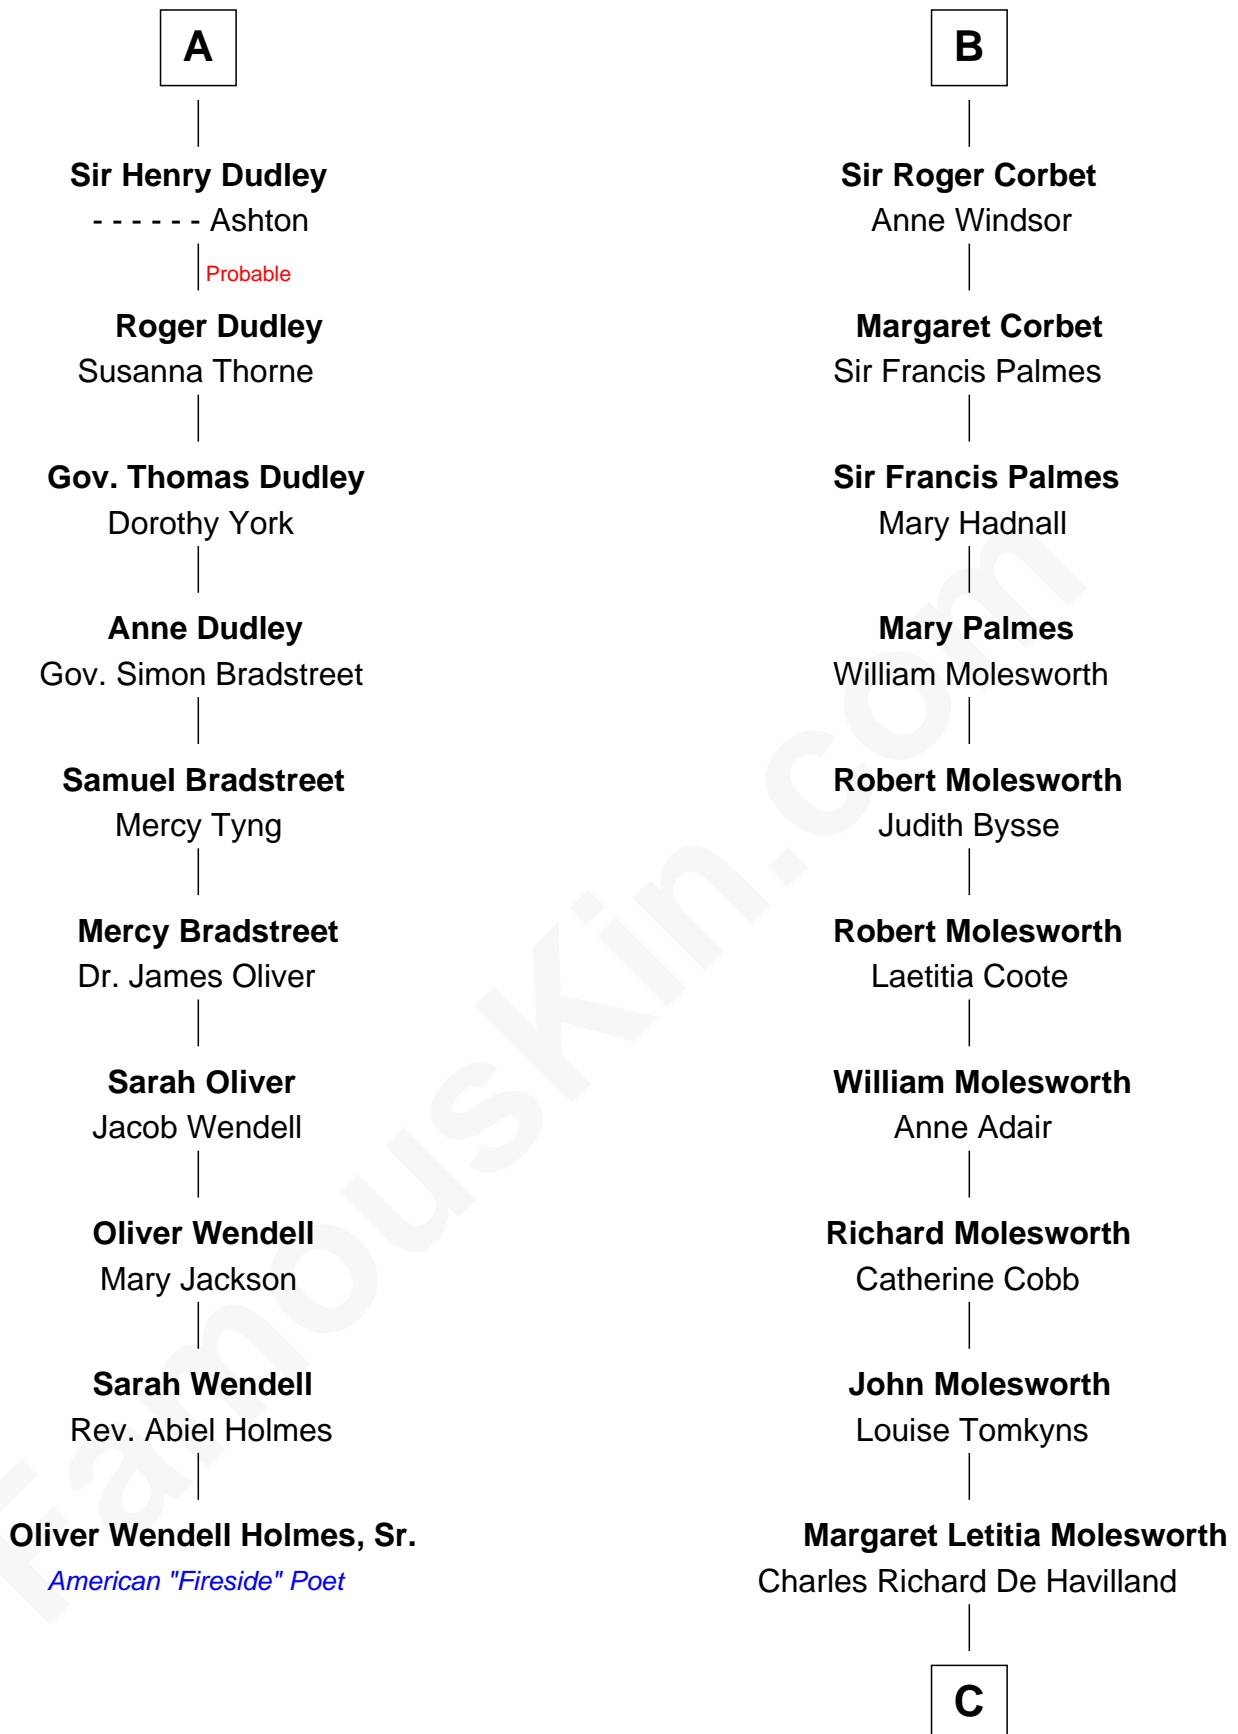 A
Sir Henry Dudley
- - - - - - Ashton
Probable
Roger Dudley
Susanna Thorne
Gov. Thomas Dudley
Dorothy York
Anne Dudley
Gov. Simon Bradstreet
Samuel Bradstreet
Mercy Tyng
Mercy Bradstreet
Dr. James Oliver
Sarah Oliver
Jacob Wendell
Oliver Wendell
Mary Jackson
Sarah Wendell
Rev. Abiel Holmes
Oliver Wendell Holmes, Sr.
American "Fireside" Poet
B
Sir Roger Corbet
Anne Windsor
Margaret Corbet
Sir Francis Palmes
Sir Francis Palmes
Mary Hadnall
Mary Palmes
William Molesworth
Robert Molesworth
Judith Bysse
Robert Molesworth
Laetitia Coote
William Molesworth
Anne Adair
Richard Molesworth
Catherine Cobb
John Molesworth
Louise Tomkyns
Margaret Letitia Molesworth
Charles Richard De Havilland
C
FamousKin.com